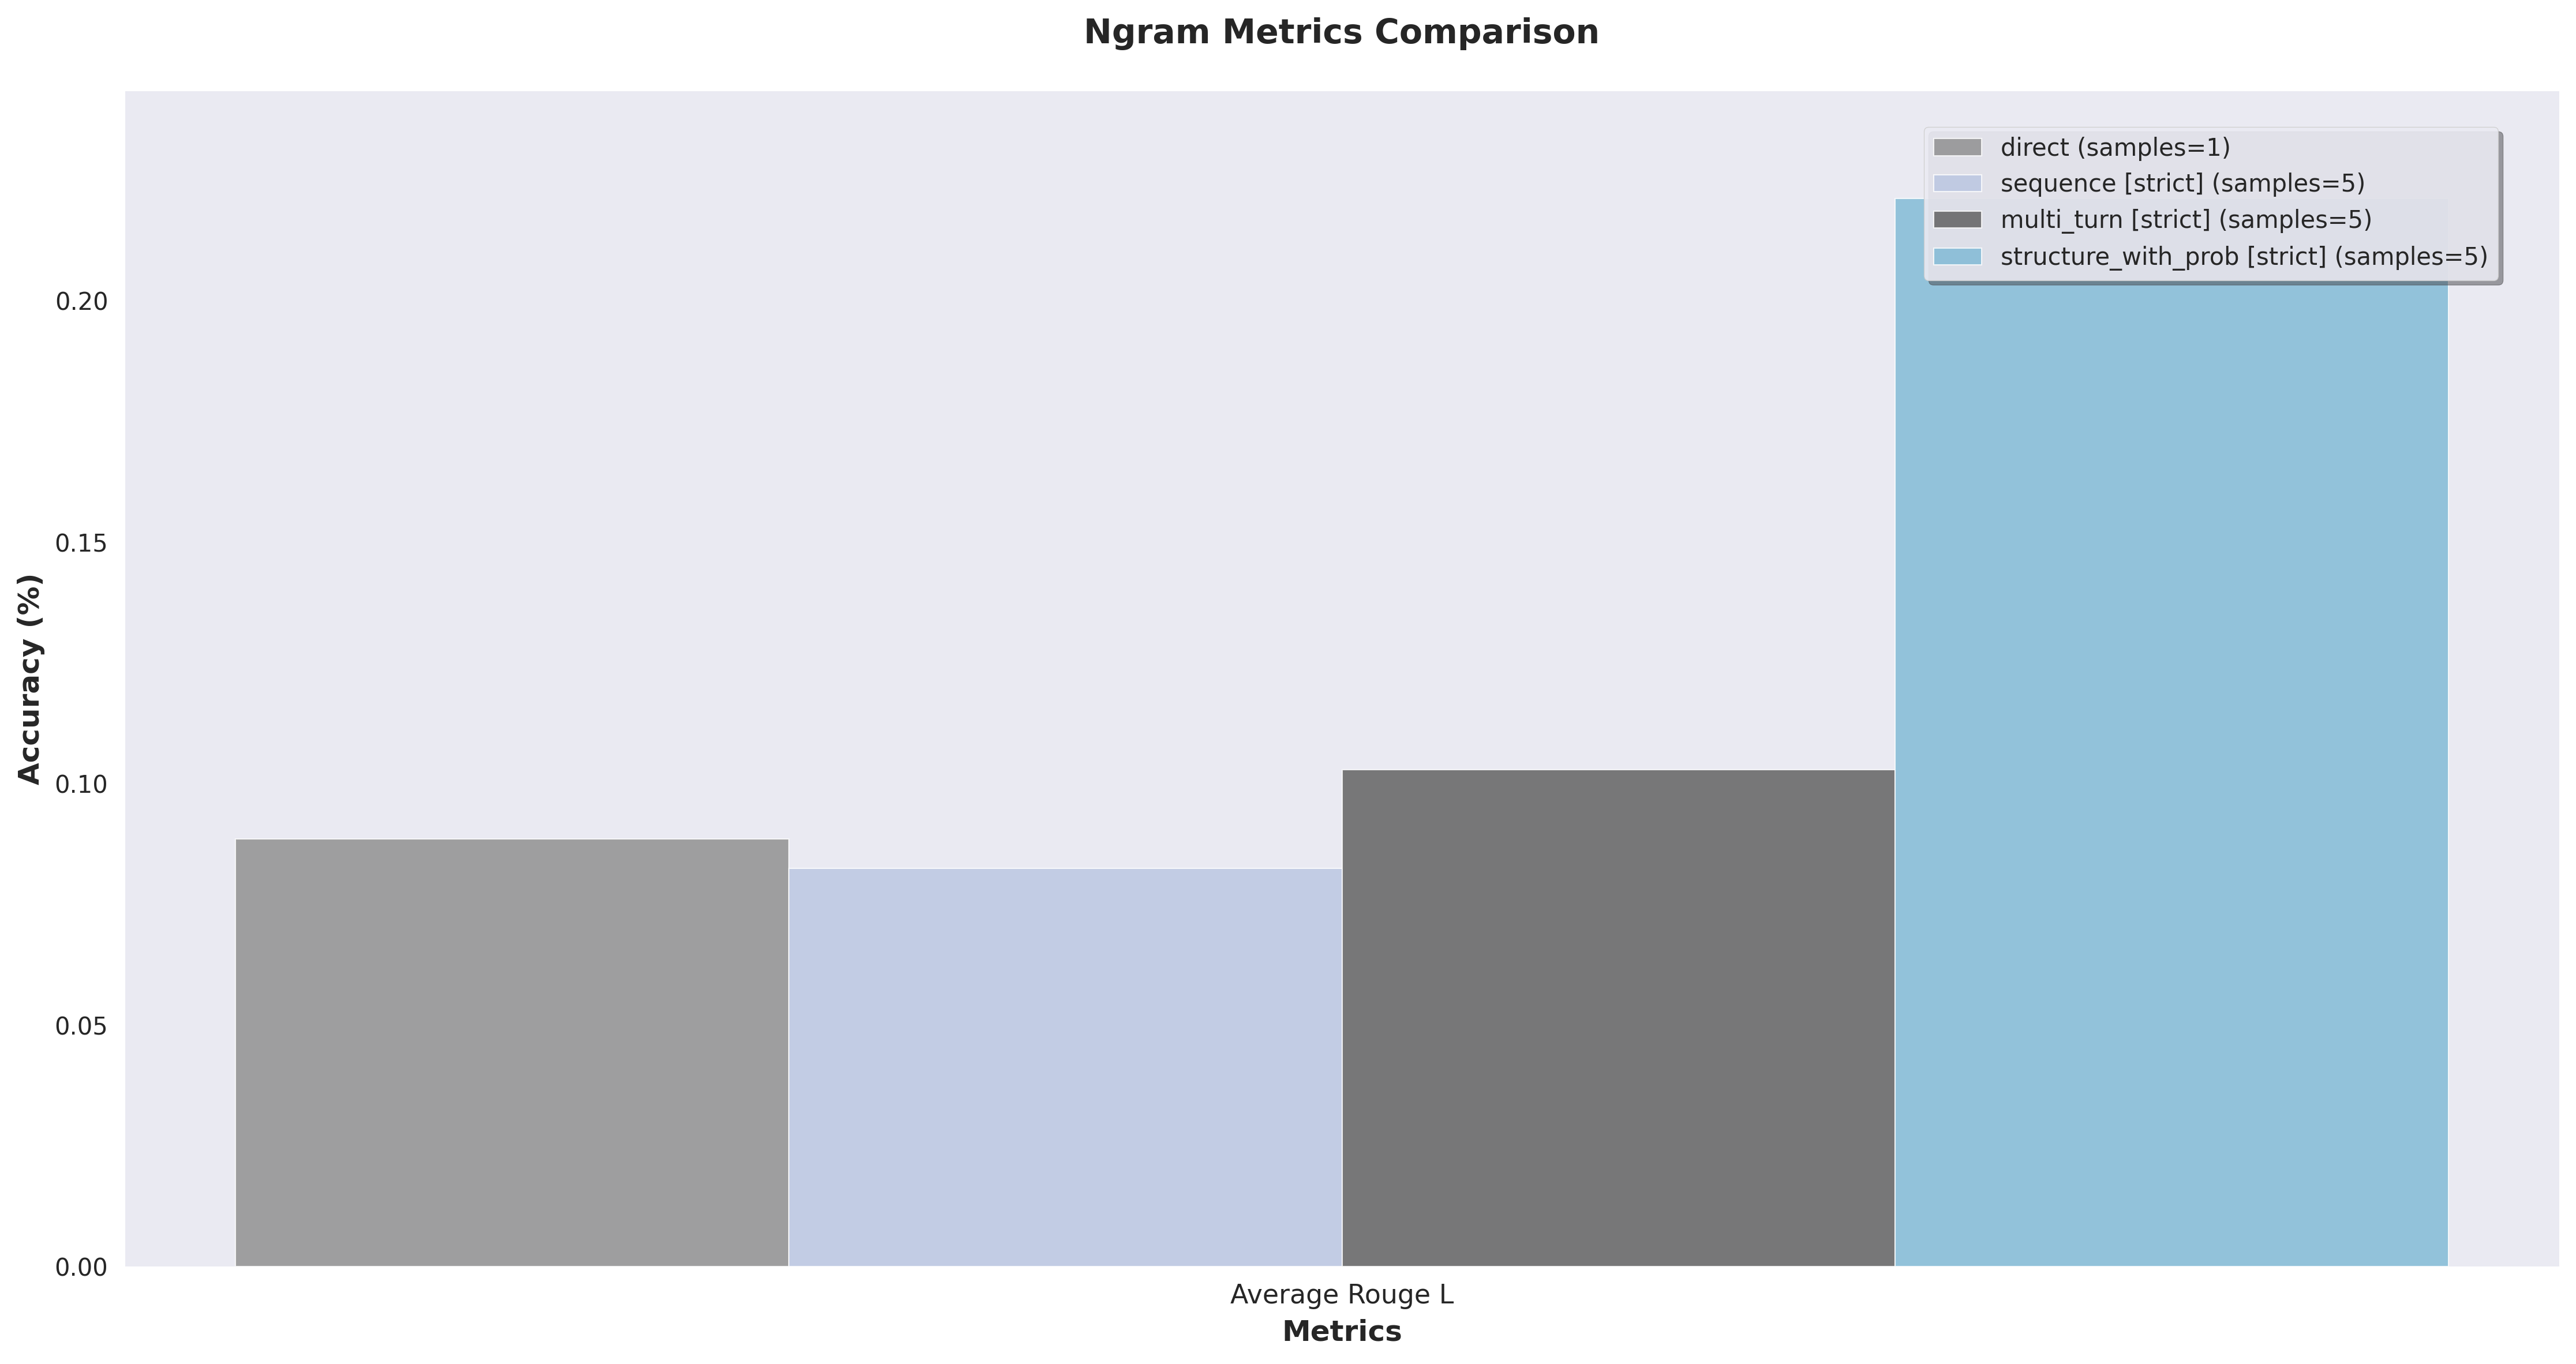 Ngram Metrics Comparison
direct (samples=1)
sequence [strict] (samples=5)
multi_turn [strict] (samples=5)
structure_with_prob [strict] (samples=5)
Accuracy (%)
0.20
0.15
0.10
0.05
0.00
Average Rouge L
Metrics